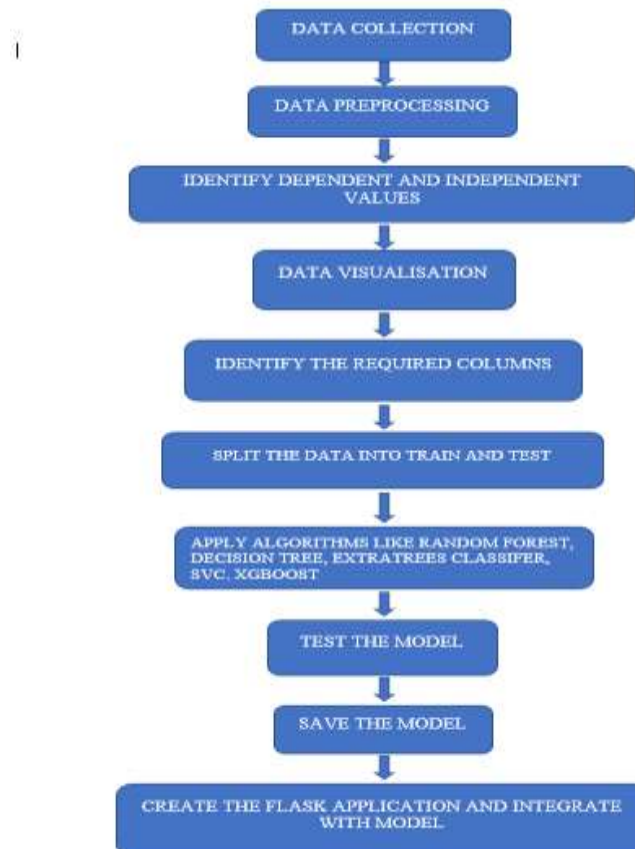 DATA COLLECTION
DATA PREPROCESSING
IDENTIFY DEPENDENT AND INDEPENDENT
VALUES
DATA VISUALISATION
IDENTIFY THE REQUIRED COLUMNS
SPLIT THE DATA INTO TRAIN AND TEST
APPLY ALGORITHMS LIKE RANDOM FOREST,
DECISION TREE, EXTRATREES CLASSIFER,
SVC, XGBOOST
TEST THE MODEL
SAVE THE MODEL
CREATE THE FLASK APPLICATION AND INTEGRATE
WITH MODEL